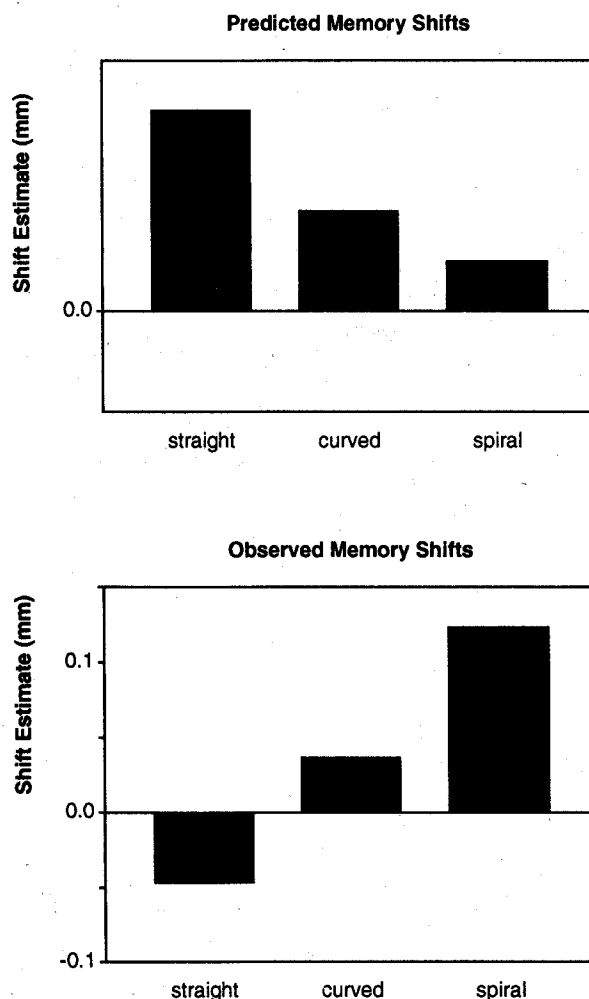 Predicted Memory Shifts
Shift Estimate (mm)
0.0
straight curved spiral
Observed Memory Shifts
Shift Estimate (mm)
0.1
0.0
-0.1
straight curved spiral